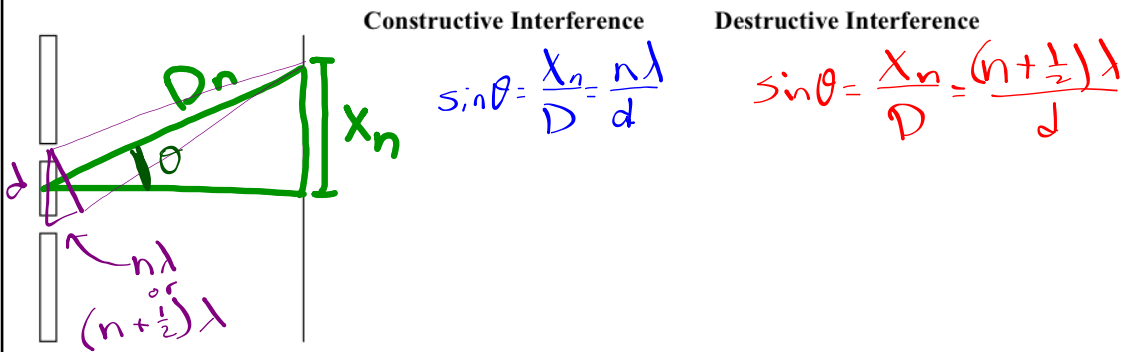 Constructive Interference
Destructive Interference
sinθ = Xn/D = nλ/d
sinθ = Xn/D = (n+½)λ/d
Dn
Xn
θ
d
nλ
or
(n+½)λ